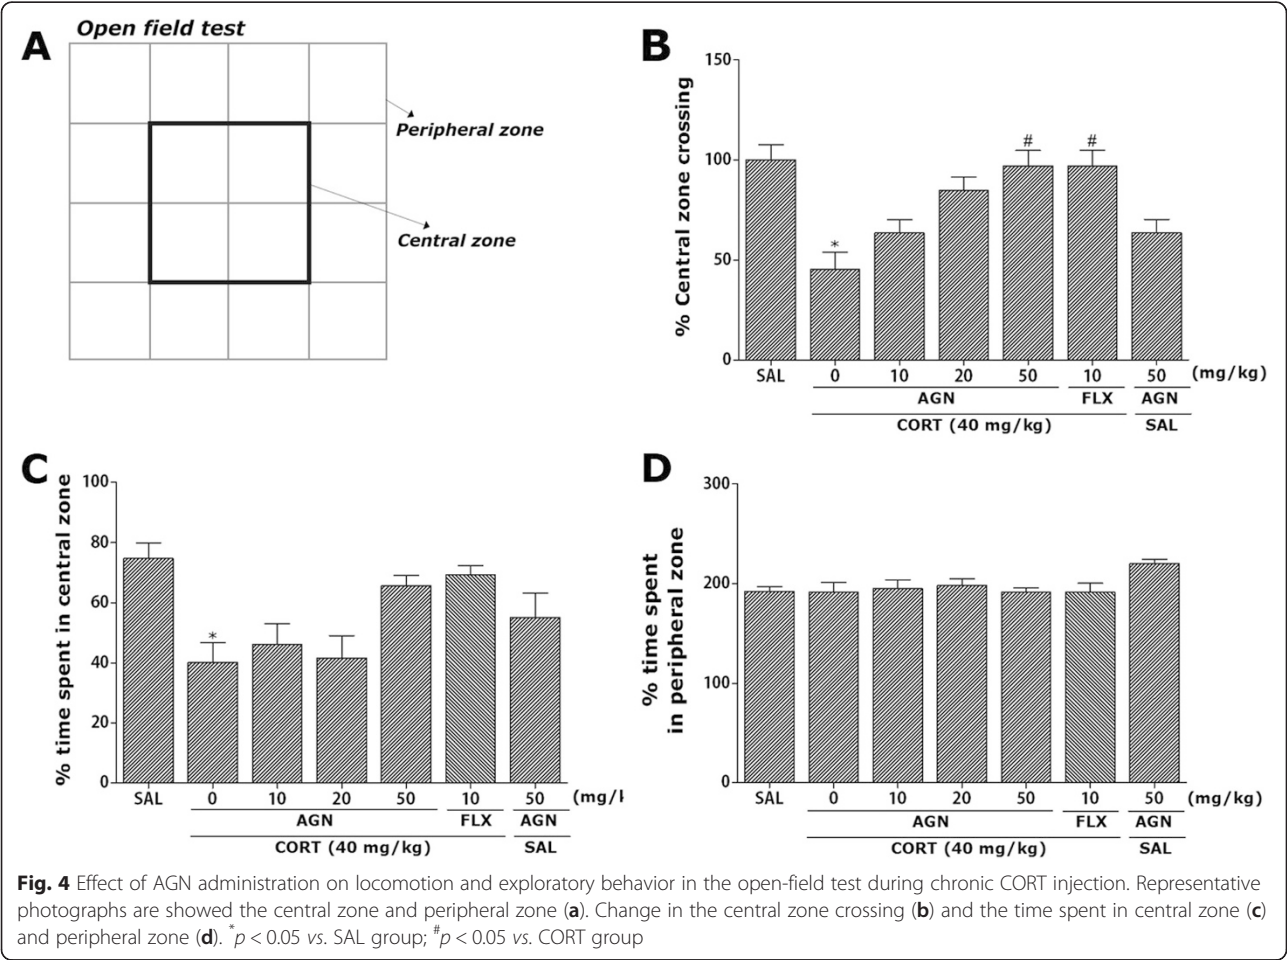 A
Open field test
Peripheral zone
Central zone
B
% Central zone crossing
150
100
50
0
*
#
#
SAL 0 10 20 50 10 50 (mg/kg)
AGN FLX AGN
CORT (40 mg/kg) SAL
C
% time spent in central zone
100
80
60
40
20
0
*
SAL 0 10 20 50 10 50 (mg/l
AGN FLX AGN
CORT (40 mg/kg) SAL
D
% time spent
in peripheral zone
300
200
100
0
SAL 0 10 20 50 10 50 (mg/kg)
AGN FLX AGN
CORT (40 mg/kg) SAL
Fig. 4 Effect of AGN administration on locomotion and exploratory behavior in the open-field test during chronic CORT injection. Representative
photographs are showed the central zone and peripheral zone (a). Change in the central zone crossing (b) and the time spent in central zone (c)
and peripheral zone (d). *p < 0.05 vs. SAL group; #p < 0.05 vs. CORT group